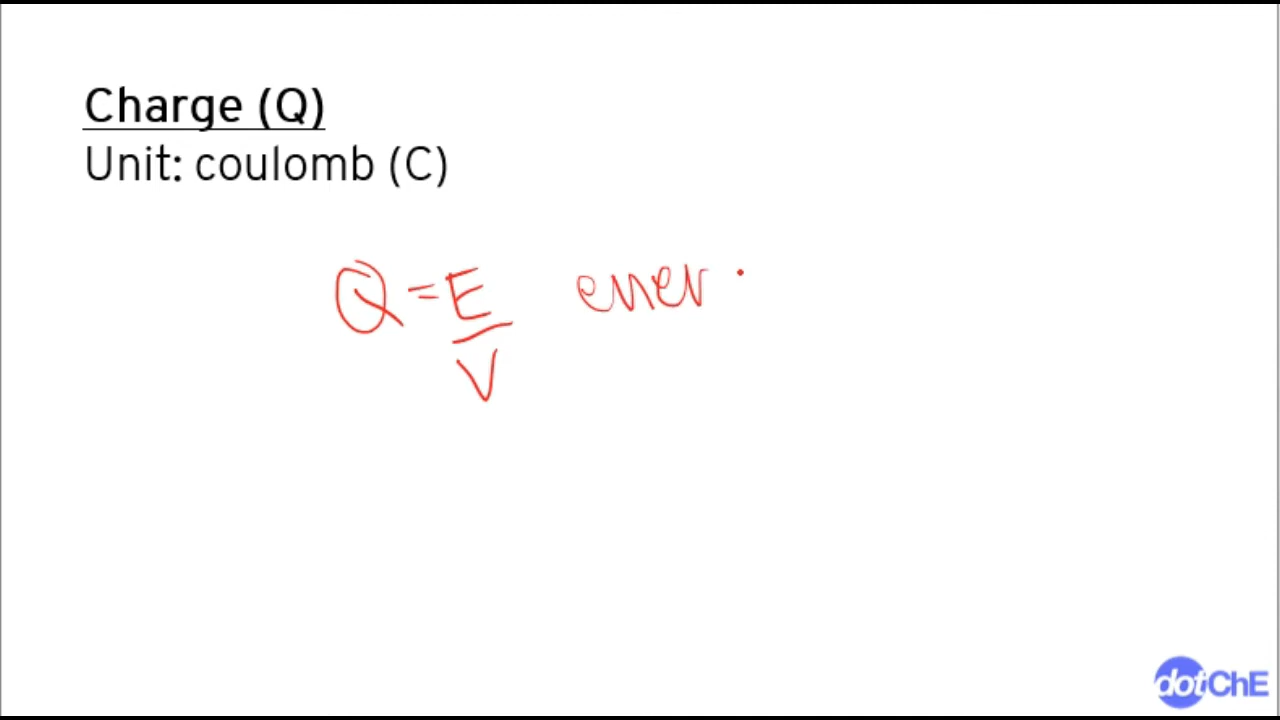 Charge (Q)
Unit: coulomb (C)
Q = E ener
V
dotChE